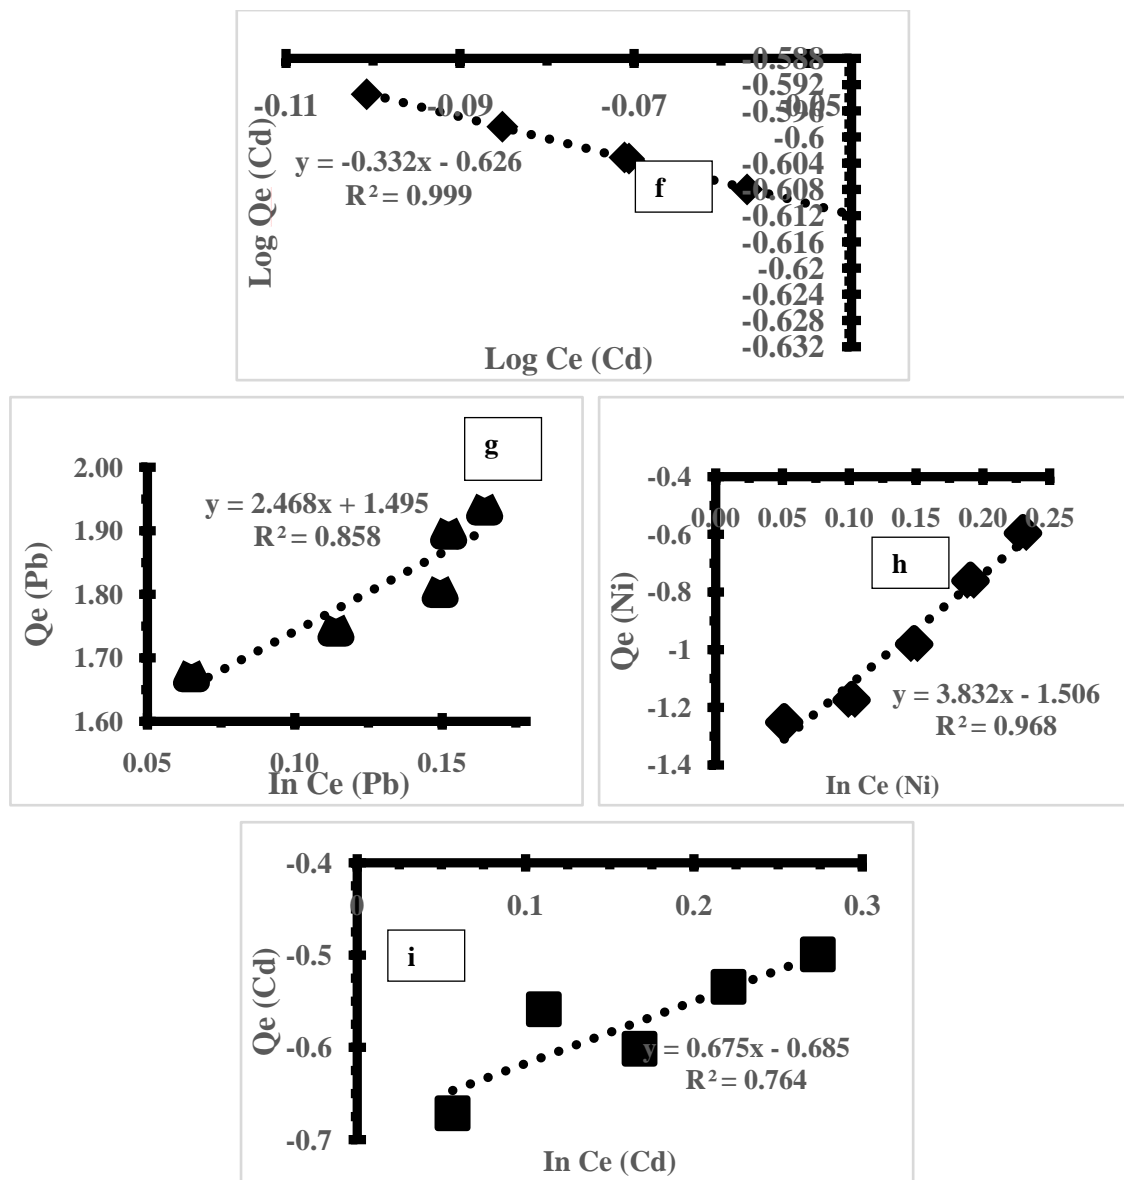 -0.588
-0.592
-0.596
-0.6
-0.604
-0.608
-0.612
-0.616
-0.62
-0.624
-0.628
-0.632
-0.11
-0.09
-0.07
-0.05
y = -0.332x - 0.626
R² = 0.999
f
Log Qe (Cd)
Log Ce (Cd)
g
2.00
1.90
1.80
1.70
1.60
y = 2.468x + 1.495
R² = 0.858
Qe (Pb)
0.05
0.10
0.15
In Ce (Pb)
-0.4
-0.6
-0.8
-1
-1.2
-1.4
0.00
0.05
0.10
0.15
0.20
0.25
h
y = 3.832x - 1.506
R² = 0.968
Qe (Ni)
In Ce (Ni)
-0.4
-0.5
-0.6
-0.7
0
0.1
0.2
0.3
i
y = 0.675x - 0.685
R² = 0.764
Qe (Cd)
In Ce (Cd)